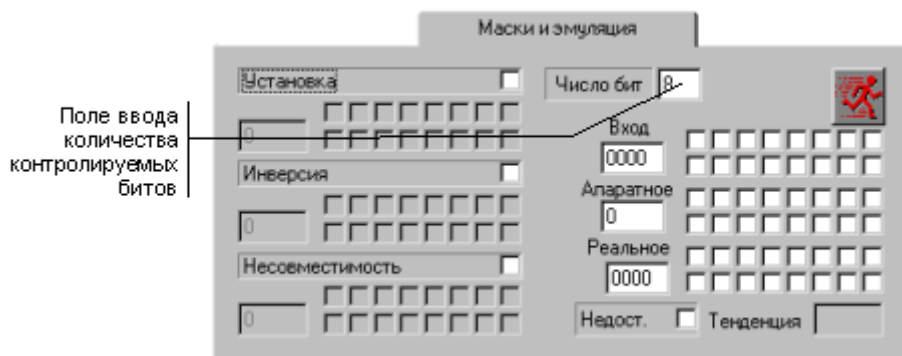 Маски и эмуляция
Установка
Число бит 8
Поле ввода
количества
контролируемых
битов
0
Вход
0000
Инверсия
0
Апаратное
0
Реальное
0000
Несовместимость
0
Недост.
Тенденция